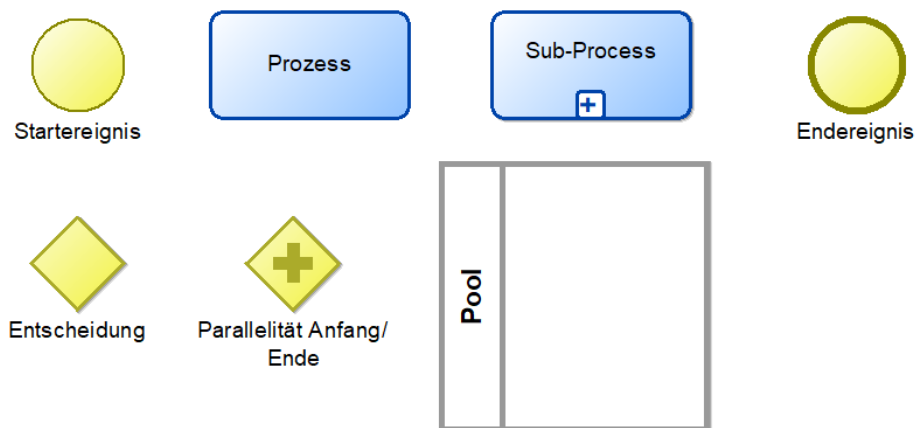 Prozess
Sub-Process
Startereignis
Endereignis
Pool
Entscheidung
Parallelität Anfang/
Ende